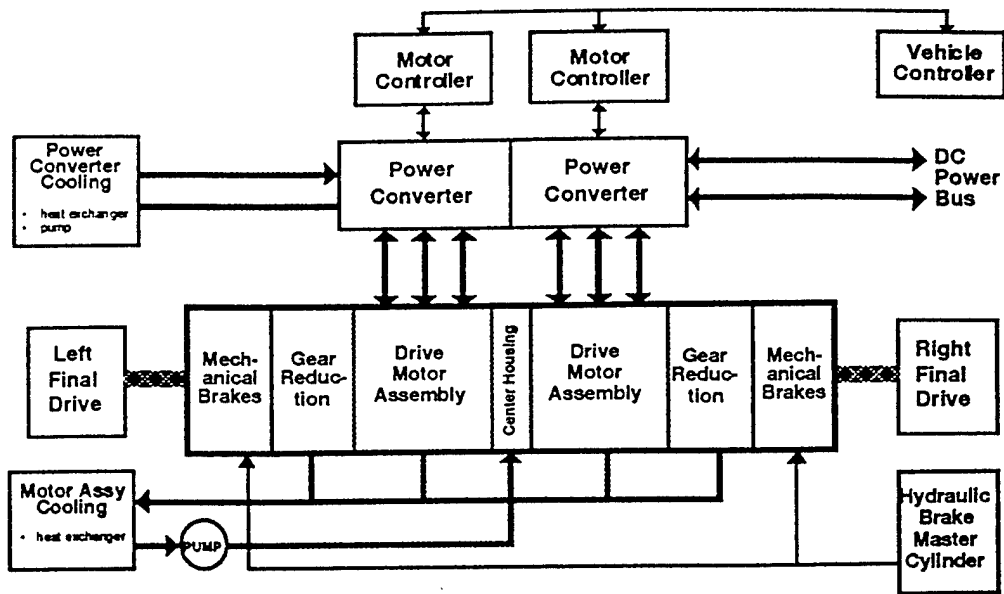 Motor
Controller
Motor
Controller
Vehicle
Controller
Power
Converter
Cooling
• heat exchanger
• pump
Power
Converter
Power
Converter
DC
Power
Bus
Left
Final
Drive
Mech-
anical
Brakes
Gear
Reduc-
tion
Drive
Motor
Assembly
Center Housing
Drive
Motor
Assembly
Gear
Reduc-
tion
Mech-
anical
Brakes
Right
Final
Drive
Motor Assy
Cooling
• heat exchanger
PUMP
Hydraulic
Brake
Master
Cylinder